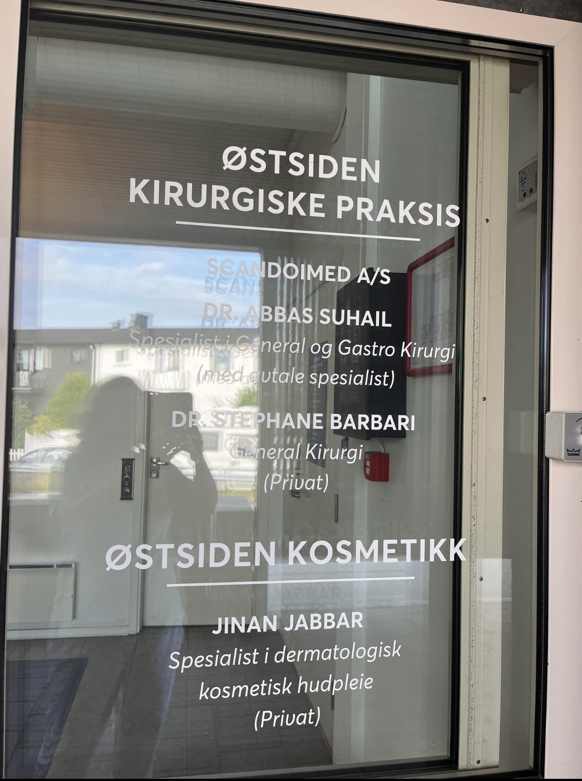 ØSTSIDEN
KIRURGISKE PRAKSIS
SCANDOIMED A/S
DR. ABBAS SUHAIL
Spesialist i General og Gastro Kirurgi
(med avtale spesialist)
DR. STEPHANE BARBARI
General Kirurgi
(Privat)
ØSTSIDEN KOSMETIKK
JINAN JABBAR
Spesialist i dermatologisk
kosmetisk hudpleie
(Privat)